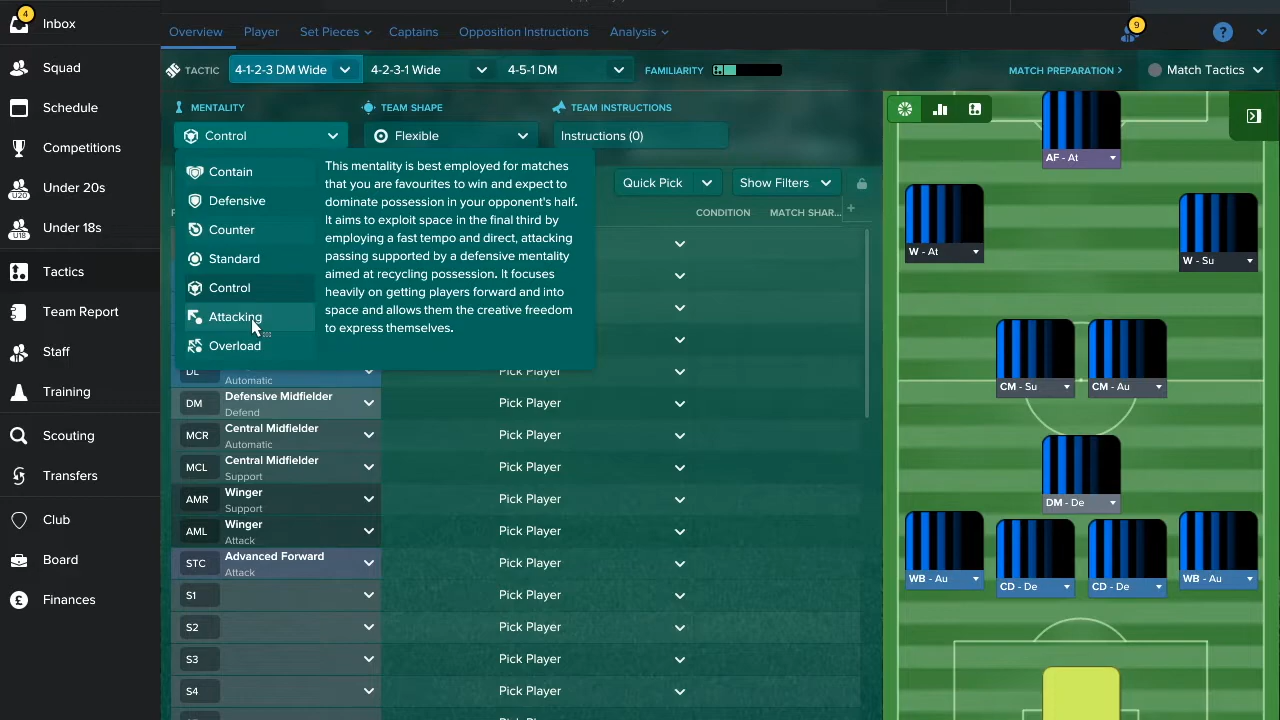 4
Inbox
Squad
Schedule
Competitions
U20
Under 20s
U18
Under 18s
Tactics
Team Report
Staff
Training
Scouting
Transfers
Club
Board
£
Finances
Overview
Player
Set Pieces
Captains
Opposition Instructions
Analysis
9
?
TACTIC
4-1-2-3 DM Wide
4-2-3-1 Wide
4-5-1 DM
FAMILIARITY
MATCH PREPARATION >
Match Tactics
MENTALITY
TEAM SHAPE
TEAM INSTRUCTIONS
Control
Flexible
Instructions (0)
Contain
Defensive
Counter
Standard
Control
Attacking
Overload
This mentality is best employed for matches
that you are favourites to win and expect to
dominate possession in your opponent's half.
It aims to exploit space in the final third by
employing a fast tempo and direct, attacking
passing supported by a defensive mentality
aimed at recycling possession. It focuses
heavily on getting players forward and into
space and allows them the creative freedom
to express themselves.
Quick Pick
Show Filters
CONDITION
MATCH SHAR...
+
DL
Automatic
Pick Player
DM
Defensive Midfielder
Defend
Pick Player
MCR
Central Midfielder
Automatic
Pick Player
MCL
Central Midfielder
Support
Pick Player
AMR
Winger
Support
Pick Player
AML
Winger
Attack
Pick Player
STC
Advanced Forward
Attack
Pick Player
S1
Pick Player
S2
Pick Player
S3
Pick Player
S4
Pick Player
AF - At
W - At
W - Su
CM - Su
CM - Au
DM - De
WB - Au
CD - De
CD - De
WB - Au